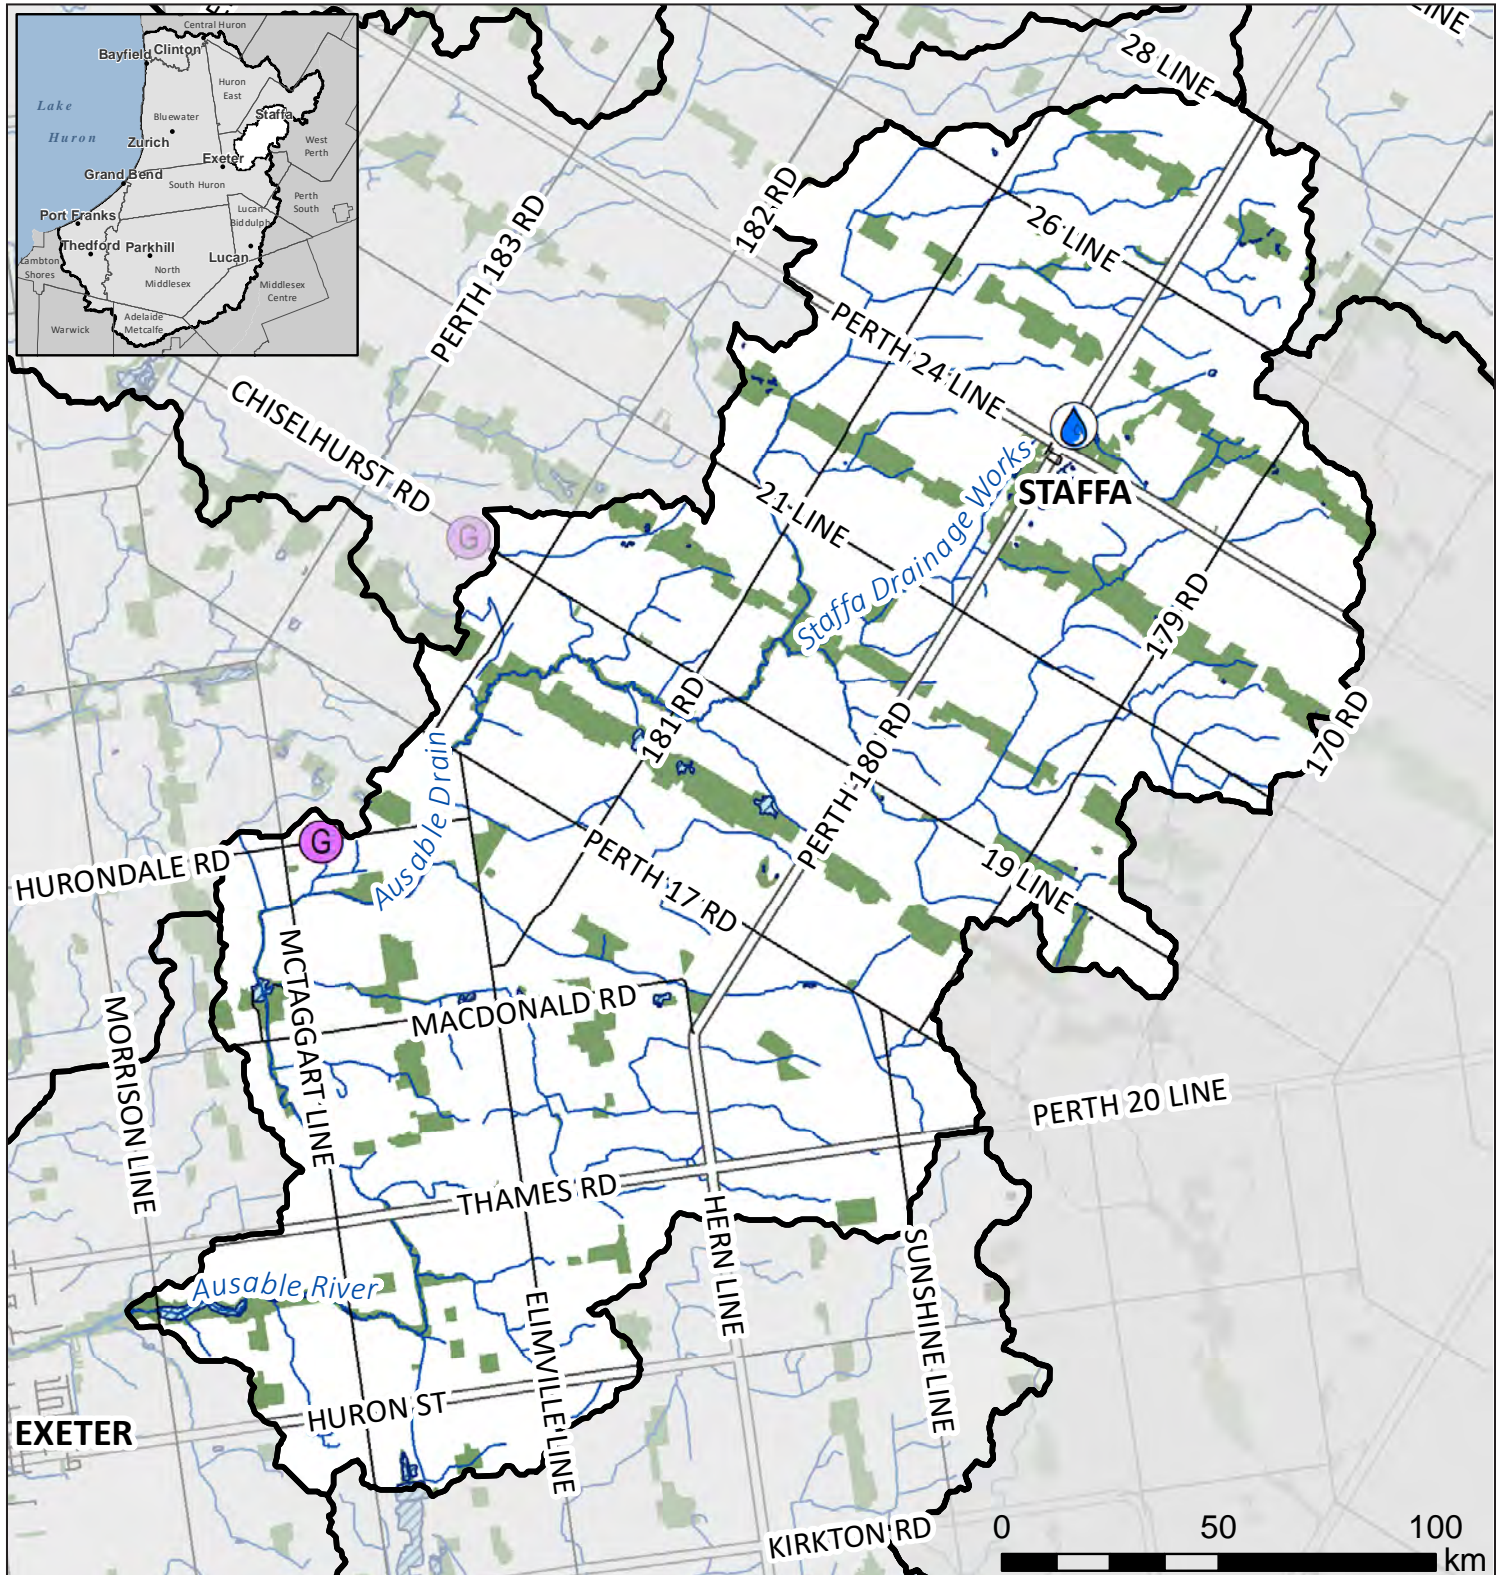 Central Huron
Bayfield
Clinton
Huron
East
Lake
Huron
Bluewater
Staffa
Zurich
West
Perth
Exeter
Grand Bend
South Huron
Perth
South
Port Franks
Lucan
Biddulph
Thedford
Parkhill
Lucan
Lambton
Shores
North
Middlesex
Middlesex
Centre
Adelaide
Metcalfe
Warwick
LINE
28 LINE
182 RD
26 LINE
PERTH 183 RD
PERTH 24 LINE
CHISELHURST RD
G
STAFFA
21 LINE
Staffa Drainage Works
179 RD
170 RD
181 RD
Ausable Drain
PERTH 180 RD
G
HURONDALE RD
PERTH 17 RD
19 LINE
MCTAGGART LINE
MACDONALD RD
MORRISON LINE
PERTH 20 LINE
THAMES RD
HERN LINE
SUNSHINE LINE
Ausable River
ELIMVILLE LINE
HURON ST
EXETER
KIRKTON RD
0 50 100
km